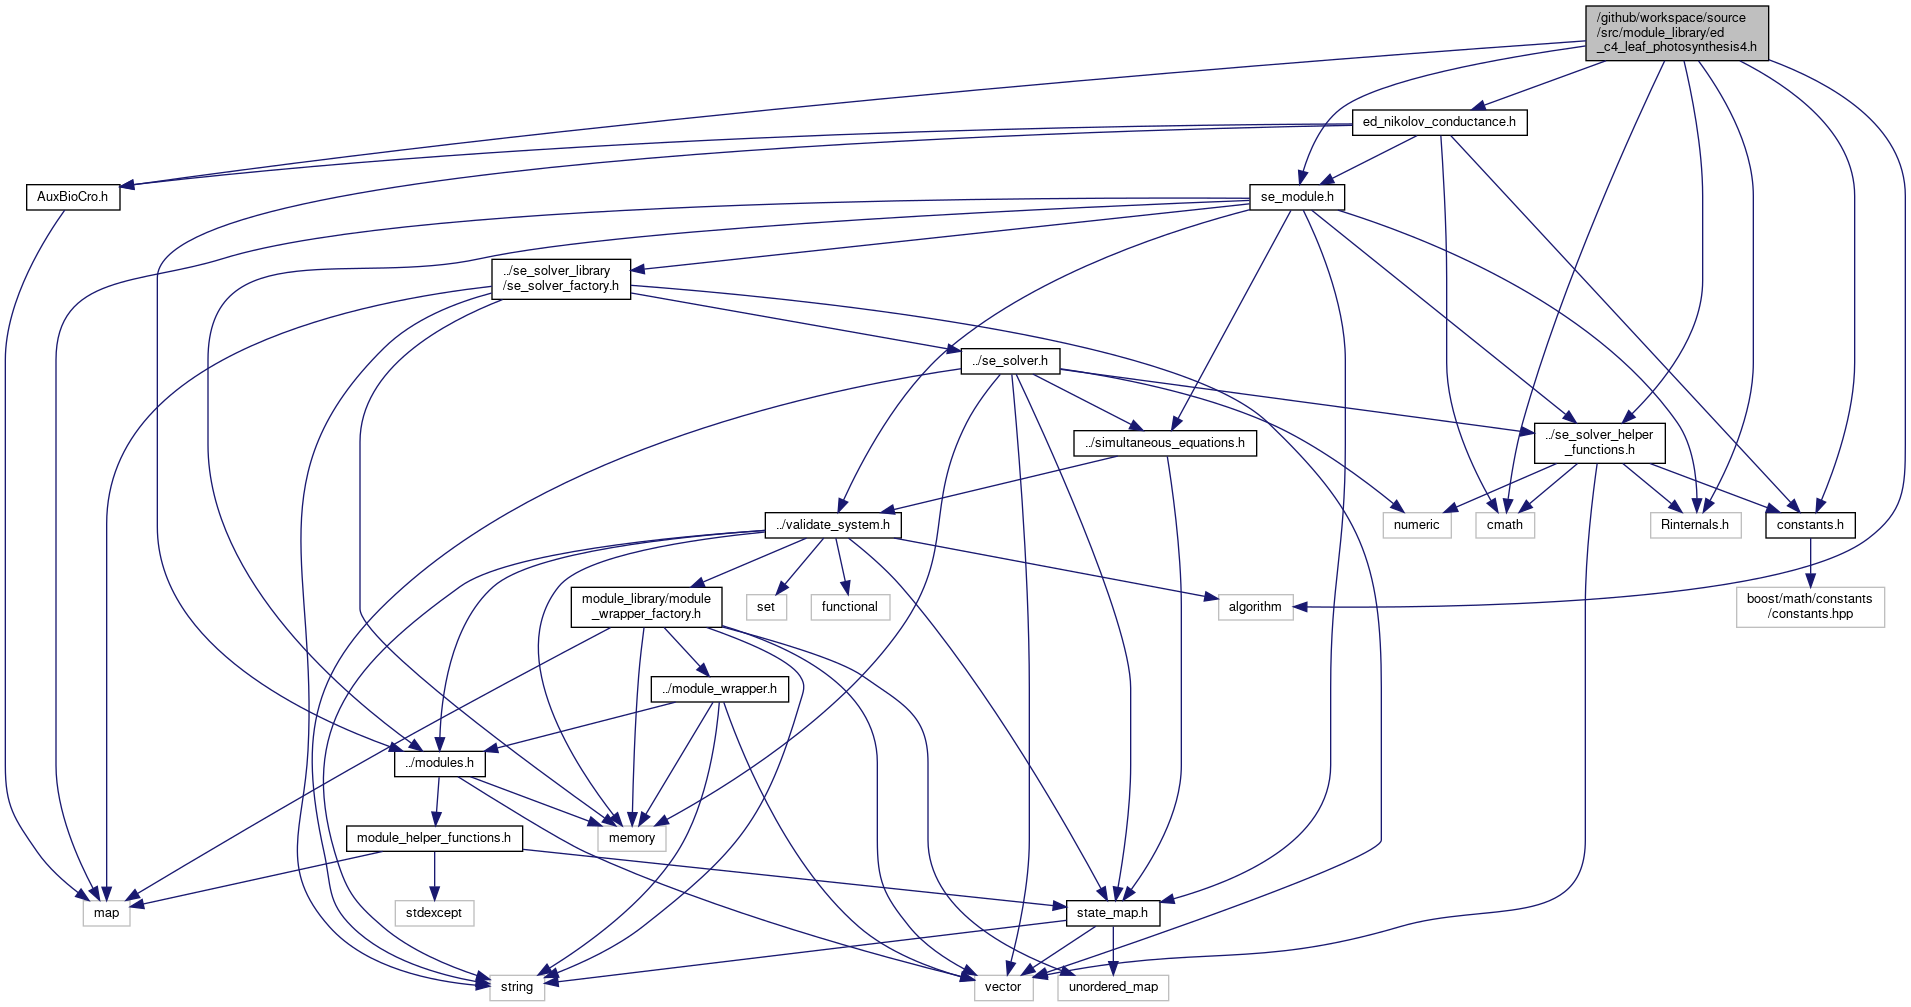 /github/workspace/source
/src/module_library/ed
_c4_leaf_photosynthesis4.h
ed_nikolov_conductance.h
AuxBioCro.h
se_module.h
../se_solver_library
/se_solver_factory.h
../se_solver.h
../simultaneous_equations.h
../se_solver_helper
_functions.h
../validate_system.h
numeric
cmath
Rinternals.h
constants.h
module_library/module
_wrapper_factory.h
set
functional
algorithm
boost/math/constants
/constants.hpp
../module_wrapper.h
../modules.h
module_helper_functions.h
memory
map
stdexcept
state_map.h
string
vector
unordered_map